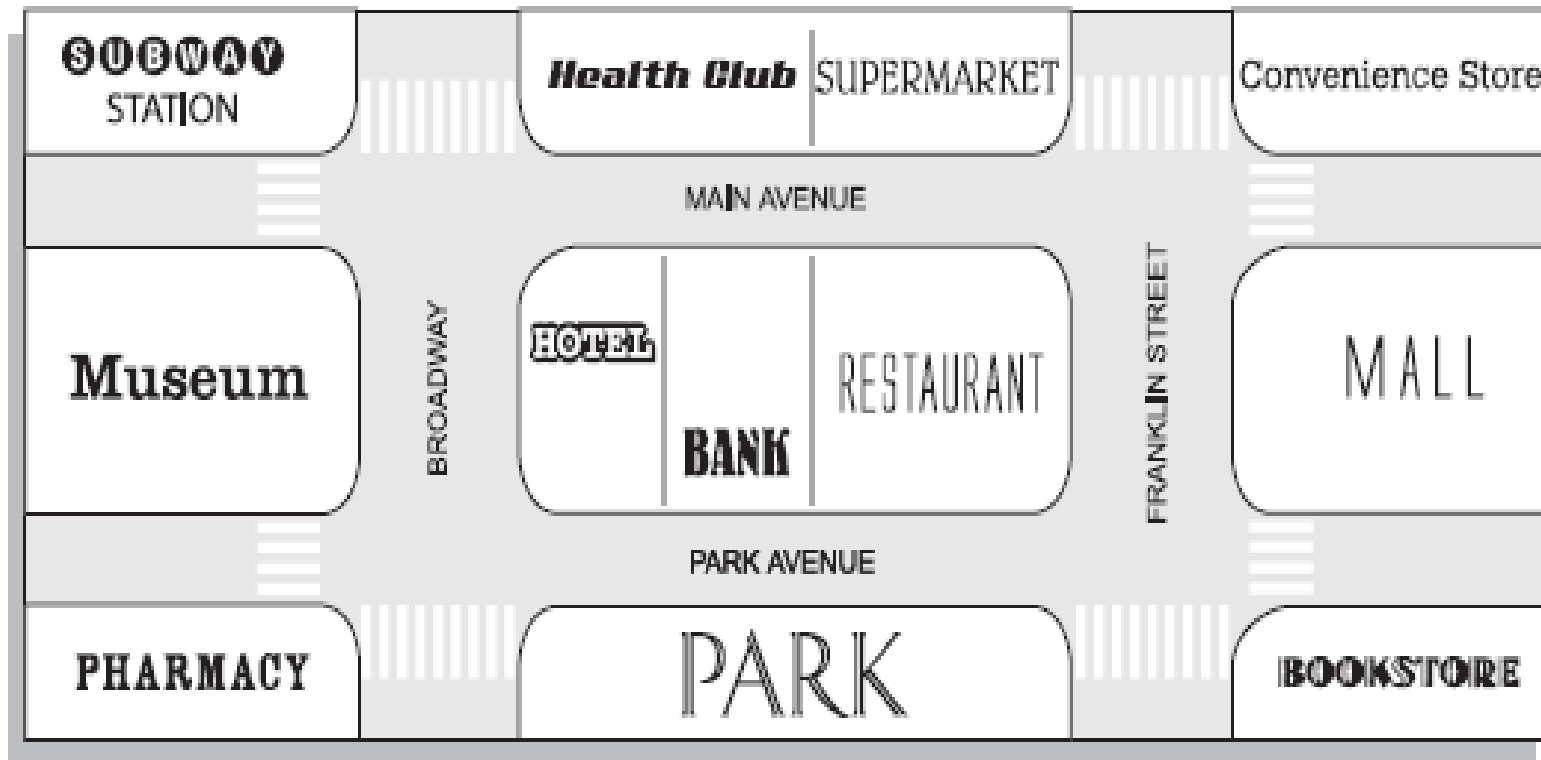 SUBWAY
STATION
Health Club
SUPERMARKET
Convenience Store
MAIN AVENUE
Museum
BROADWAY
HOTEL
BANK
RESTAURANT
FRANKLIN STREET
MALL
PARK AVENUE
PHARMACY
PARK
BOOKSTORE